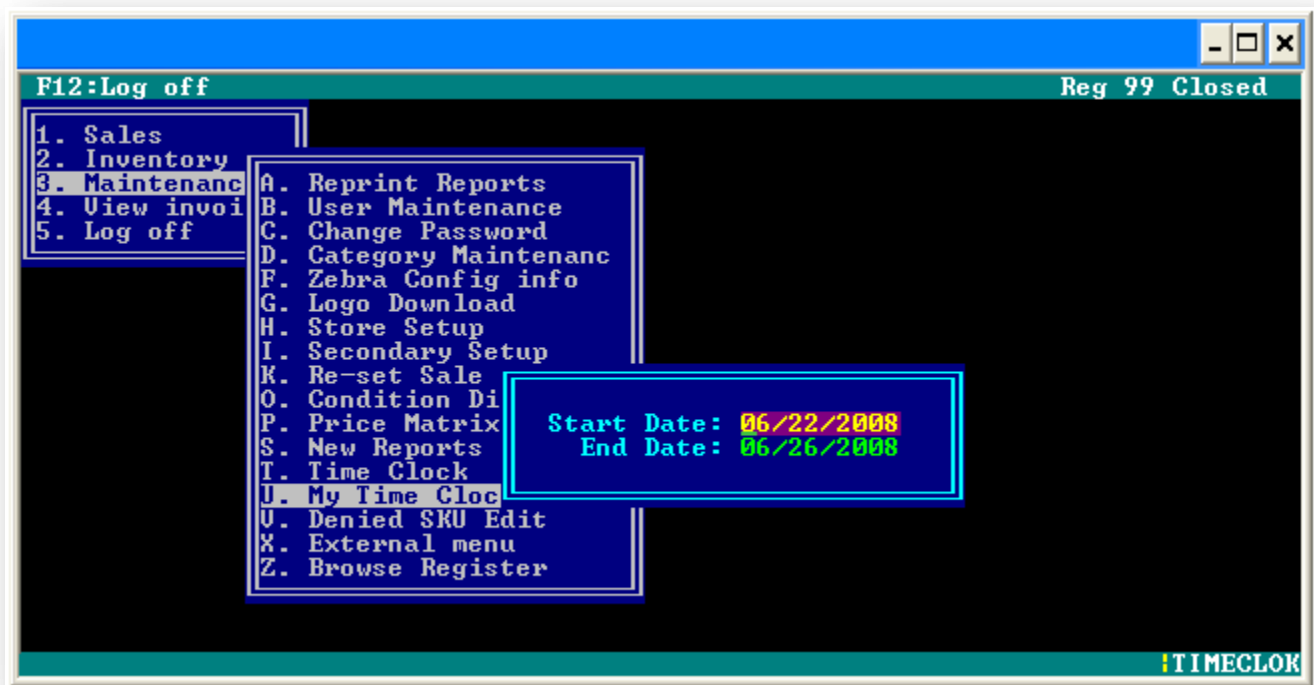 F12:Log off Reg 99 Closed
1. Sales
2. Inventory
3. Maintenanc
4. View invoi
5. Log off
A. Reprint Reports
B. User Maintenance
C. Change Password
D. Category Maintenanc
F. Zebra Config info
G. Logo Download
H. Store Setup
I. Secondary Setup
K. Re-set Sale
O. Condition Di
P. Price Matrix
S. New Reports
T. Time Clock
U. My Time Cloc
V. Denied SKU Edit
X. External menu
Z. Browse Register
Start Date: 06/22/2008
End Date: 06/26/2008
¦TIMECLOK